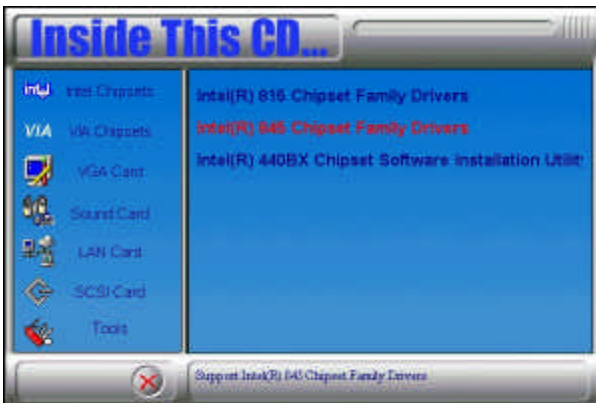 Inside This CD...
intel Intel Chipsets
VIA VIA Chipsets
VGA Card
Sound Card
LAN Card
SCSI Card
Tools
Intel(R) 815 Chipset Family Drivers
Intel(R) 845 Chipset Family Drivers
Intel(R) 440BX Chipset Software Installation Utilit
Support Intel(R) 845 Chipset Family Drivers